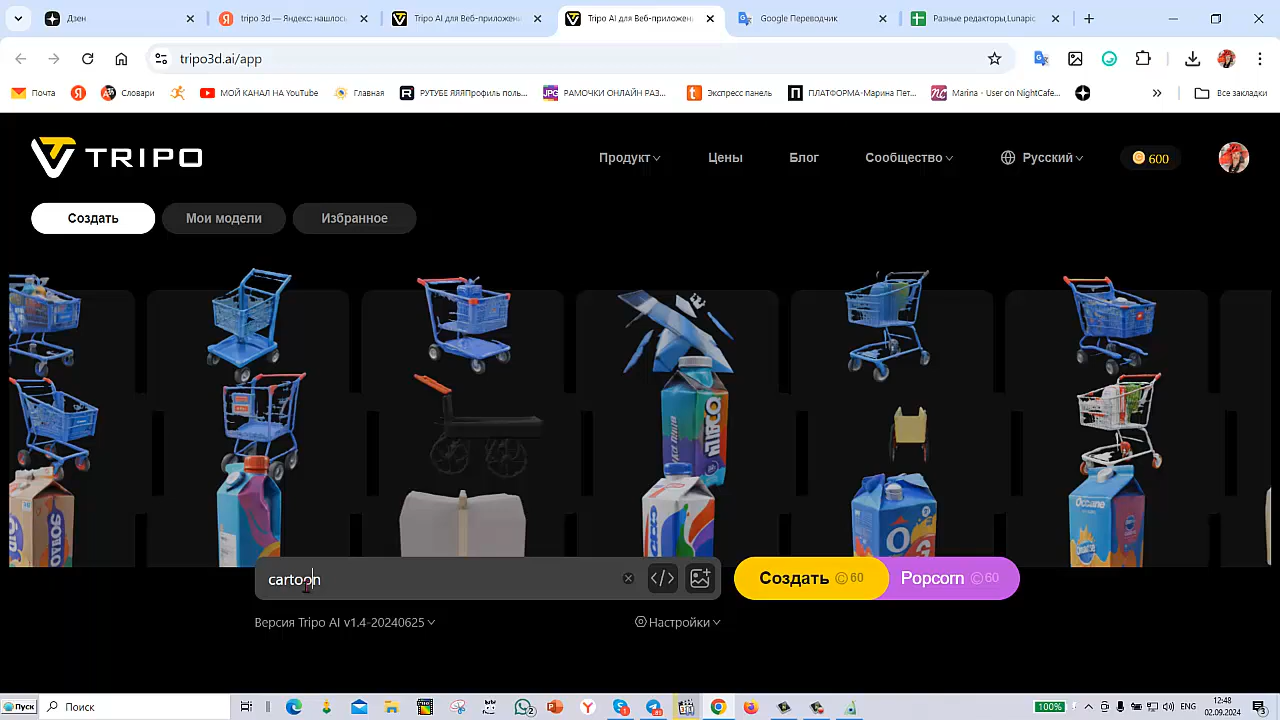 Дзен
tripo 3d — Яндекс: нашлось
Tripo AI для Веб-приложени
Tripo AI для Веб-приложени
Google Переводчик
Разные редакторы,Lunapic
tripo3d.ai/app
Почта
Словари
МОЙ КАНАЛ НА YouTube
Главная
РУТУБЕ ЯЛЯПрофиль поль...
РАМОЧКИ ОНЛАЙН РАЗ...
Экспресс панель
ПЛАТФОРМА-Марина Пет...
Marina - User on NightCafe...
»
Все закладки
TRIPO
Продукт
Цены
Блог
Сообщество
Русский
600
Создать
Мои модели
Избранное
cartoon
Создать 60
Popcorn 60
Версия Tripo AI v1.4-20240625
Настройки
Пуск
Поиск
100%
ENG
12:48
02.09.2024